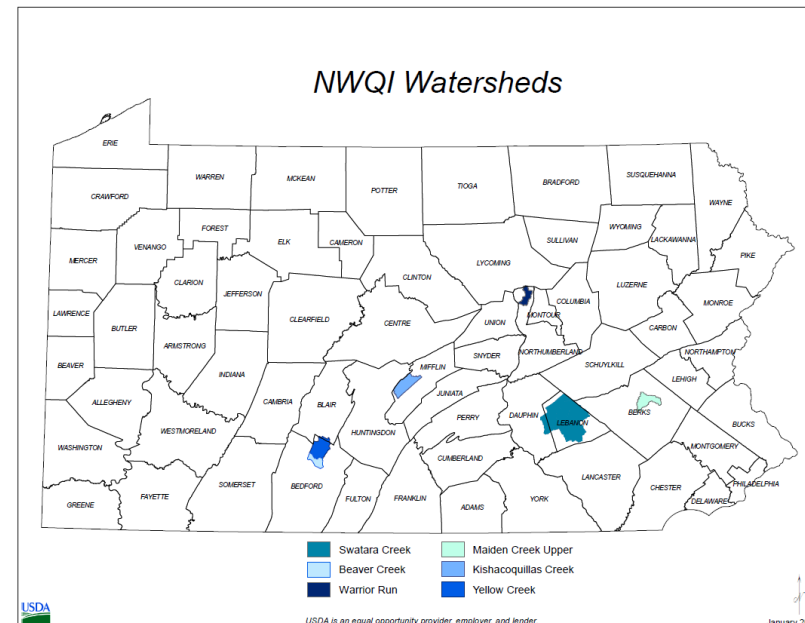 NWQI Watersheds
ERIE
WARREN
MCKEAN
POTTER
TIOGA
BRADFORD
SUSQUEHANNA
WAYNE
CRAWFORD
FOREST
ELK
CAMERON
SULLIVAN
WYOMING
LACKAWANNA
PIKE
MERCER
VENANGO
CLARION
JEFFERSON
CLINTON
LYCOMING
LUZERNE
MONROE
LAWRENCE
BUTLER
ARMSTRONG
CLEARFIELD
CENTRE
UNION
MONTOUR
COLUMBIA
CARBON
BEAVER
INDIANA
MIFFLIN
SNYDER
NORTHUMBERLAND
SCHUYLKILL
NORTHAMPTON
LEHIGH
ALLEGHENY
CAMBRIA
BLAIR
HUNTINGDON
JUNIATA
PERRY
DAUPHIN
LEBANON
BERKS
BUCKS
WASHINGTON
WESTMORELAND
CUMBERLAND
MONTGOMERY
GREENE
FAYETTE
SOMERSET
BEDFORD
FULTON
FRANKLIN
ADAMS
YORK
LANCASTER
CHESTER
DELAWARE
PHILADELPHIA
Swatara Creek
Beaver Creek
Warrior Run
Maiden Creek Upper
Kishacoquillas Creek
Yellow Creek
USDA
USDA is an equal opportunity provider, employer, and lender
January